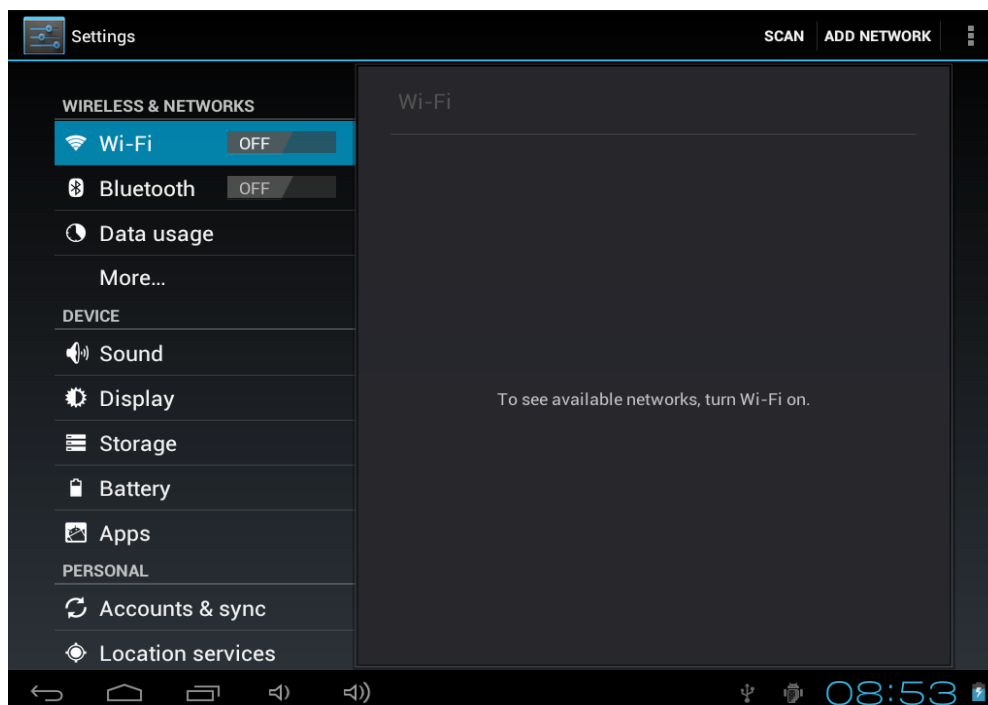 Settings
SCAN
ADD NETWORK
WIRELESS & NETWORKS
Wi-Fi
OFF
Bluetooth
OFF
Data usage
More...
DEVICE
Sound
Display
Storage
Battery
Apps
PERSONAL
Accounts & sync
Location services
Wi-Fi
To see available networks, turn Wi-Fi on.
08:53